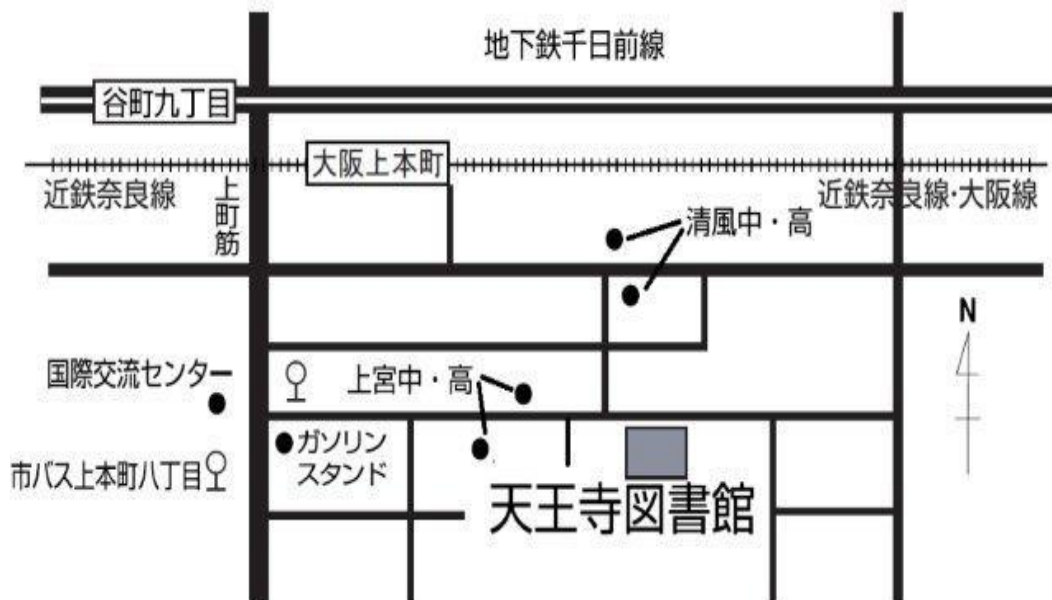 地下鉄千日前線
谷町九丁目
大阪上本町
近鉄奈良線
上町筋
近鉄奈良線・大阪線
清風中・高
N
国際交流センター
上宮中・高
ガソリン
スタンド
市バス上本町八丁目
天王寺図書館